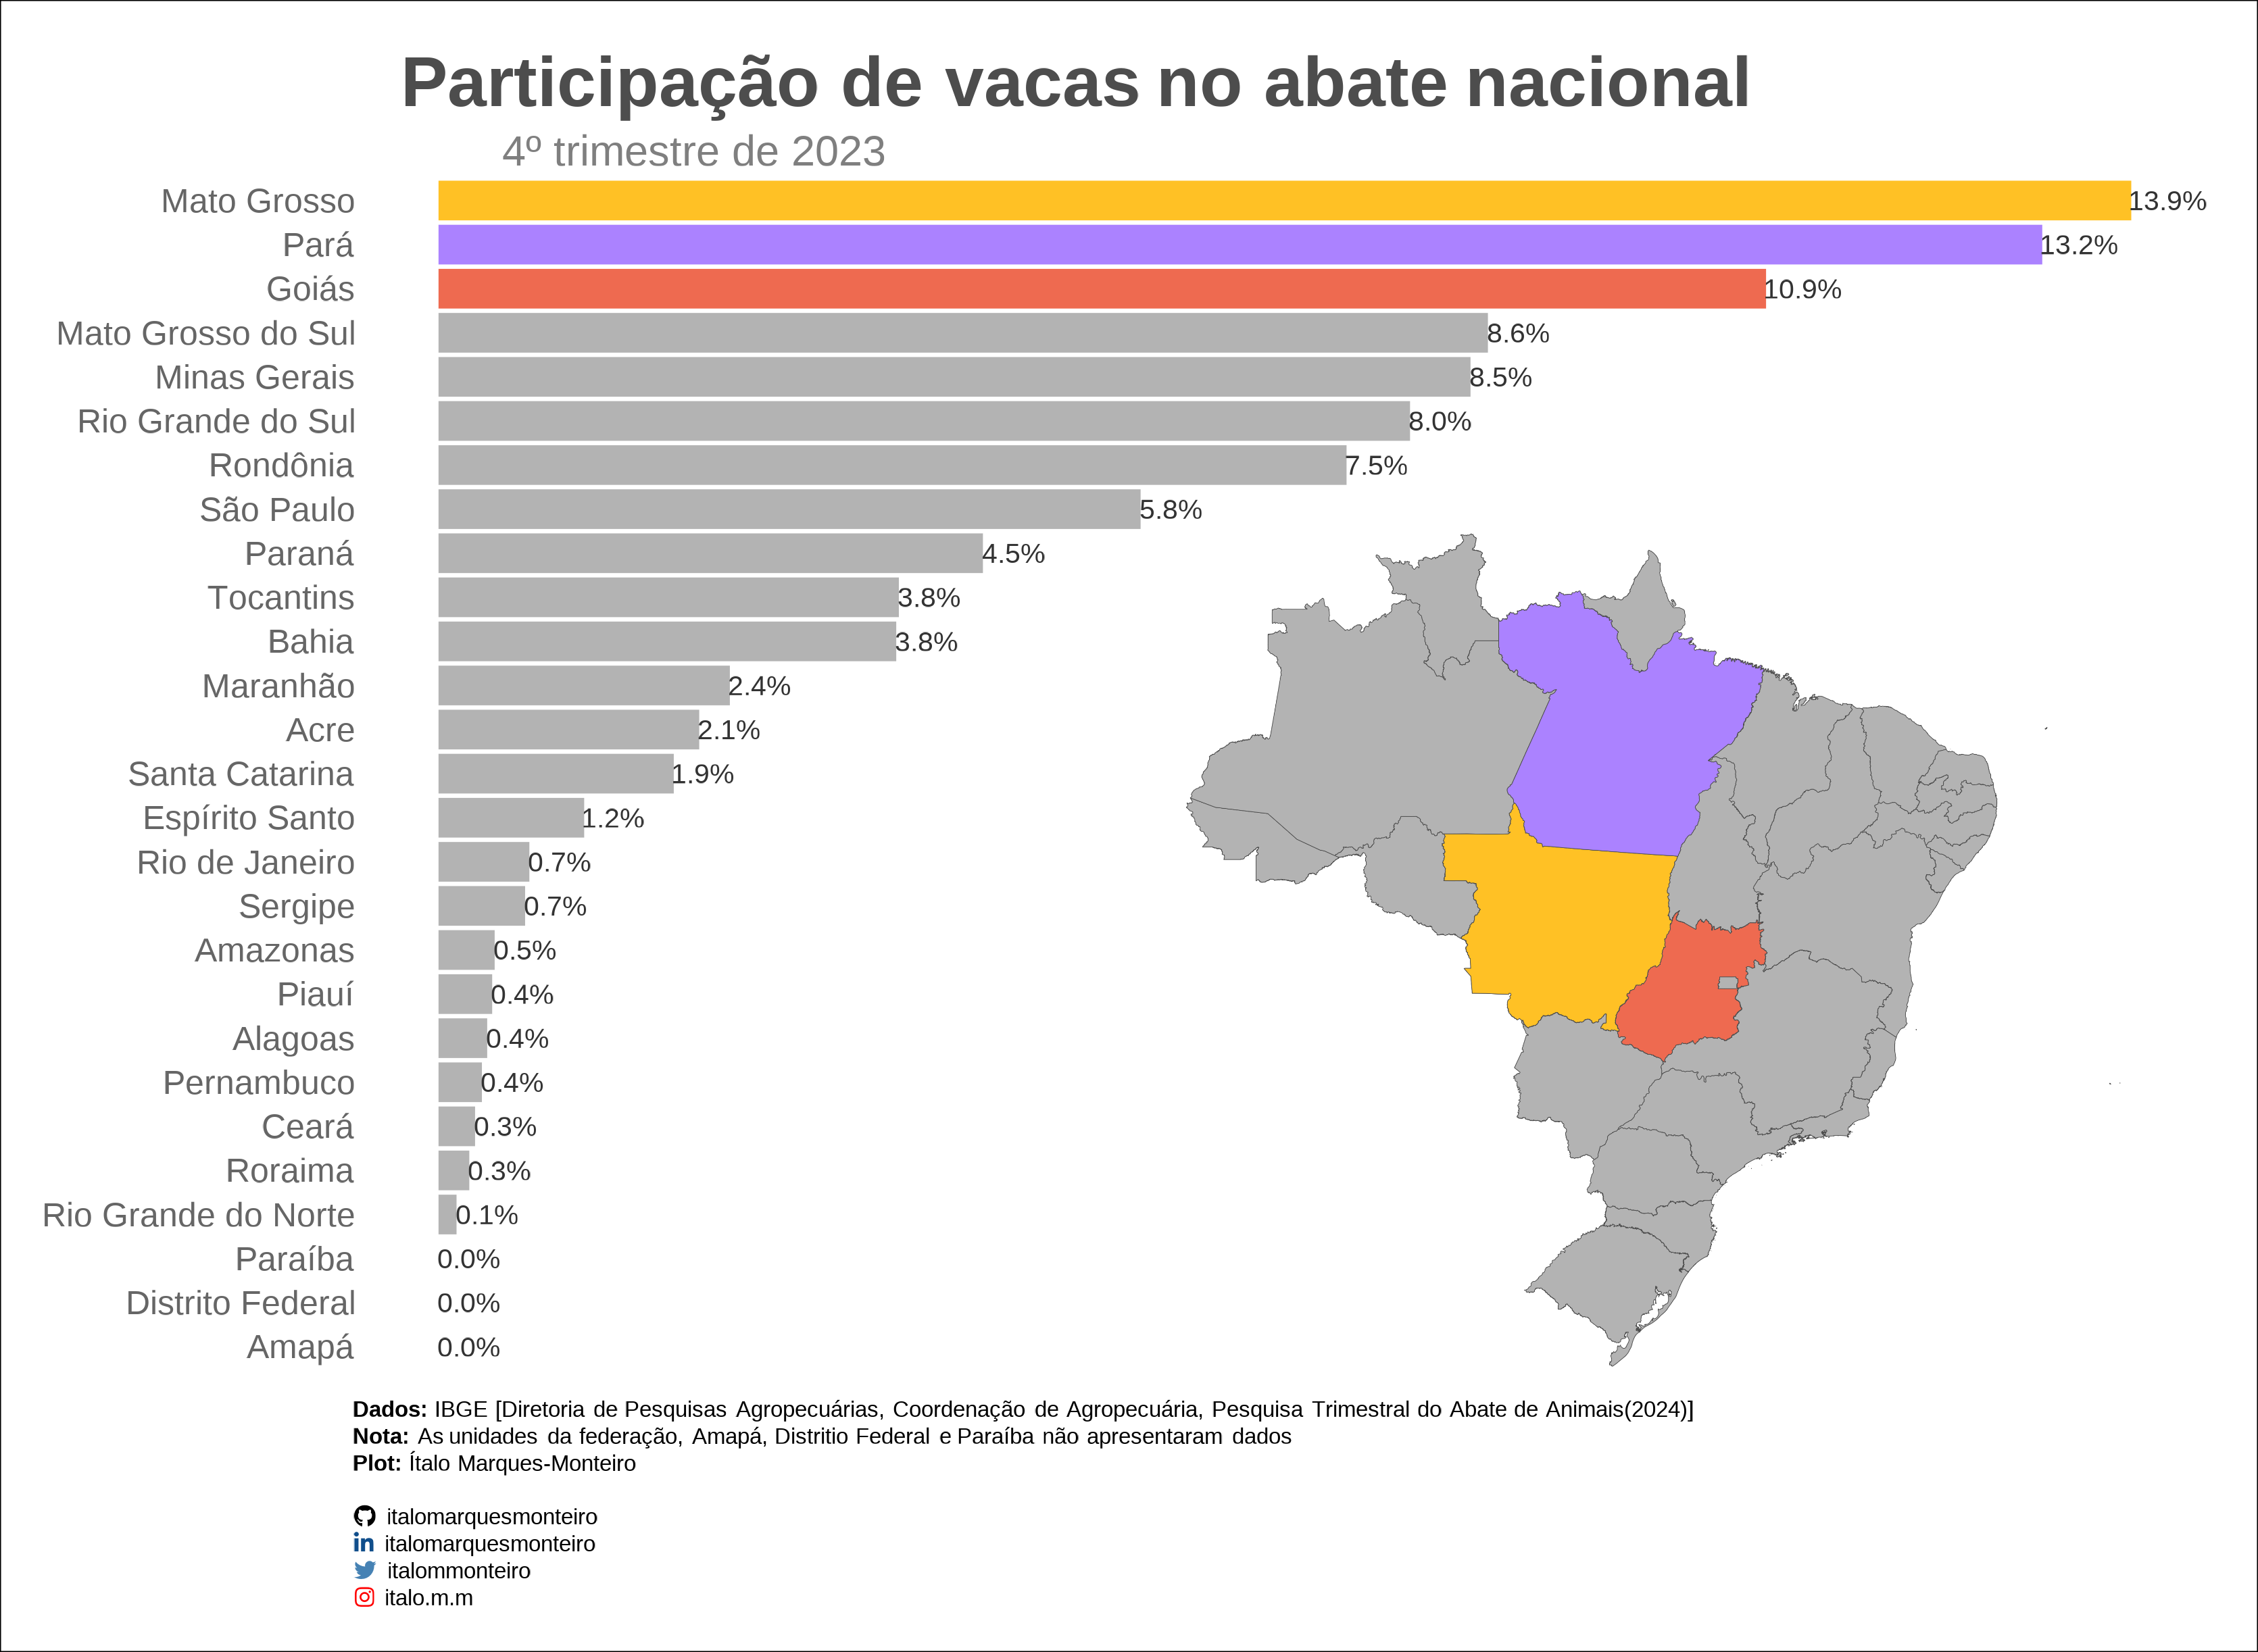 Participação de vacas no abate nacional
4º trimestre de 2023
Mato Grosso 13.9%
Pará 13.2%
Goiás 10.9%
Mato Grosso do Sul 8.6%
Minas Gerais 8.5%
Rio Grande do Sul 8.0%
Rondônia 7.5%
São Paulo 5.8%
Paraná 4.5%
Tocantins 3.8%
Bahia 3.8%
Maranhão 2.4%
Acre 2.1%
Santa Catarina 1.9%
Espírito Santo 1.2%
Rio de Janeiro 0.7%
Sergipe 0.7%
Amazonas 0.5%
Piauí 0.4%
Alagoas 0.4%
Pernambuco 0.4%
Ceará 0.3%
Roraima 0.3%
Rio Grande do Norte 0.1%
Paraíba 0.0%
Distrito Federal 0.0%
Amapá 0.0%
Dados: IBGE [Diretoria de Pesquisas Agropecuárias, Coordenação de Agropecuária, Pesquisa Trimestral do Abate de Animais(2024)]
Nota: As unidades da federação, Amapá, Distritio Federal e Paraíba não apresentaram dados
Plot: Ítalo Marques-Monteiro
italomarquesmonteiro
italomarquesmonteiro
italommonteiro
italo.m.m